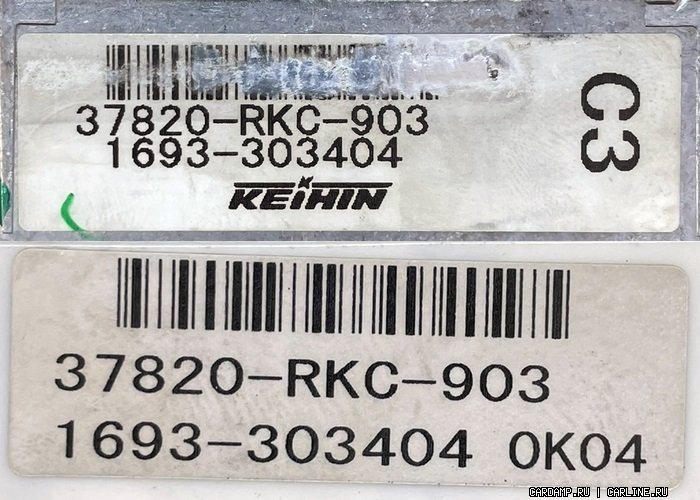 37820-RKC-903
1693-303404
KEIHIN
C3
37820-RKC-903
1693-303404 0K04
CARDAMP.RU | CARLINE.RU